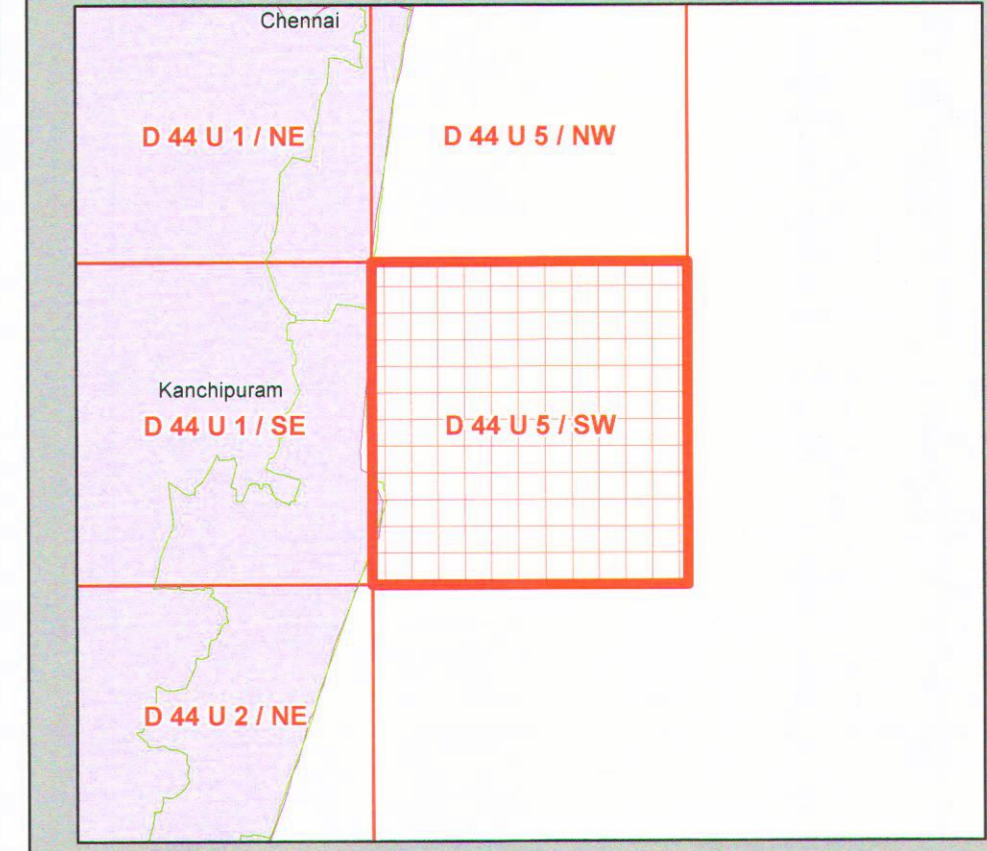 Chennai
D 44 U 1 / NE
D 44 U 5 / NW
Kanchipuram
D 44 U 1 / SE
D 44 U 5 / SW
D 44 U 2 / NE